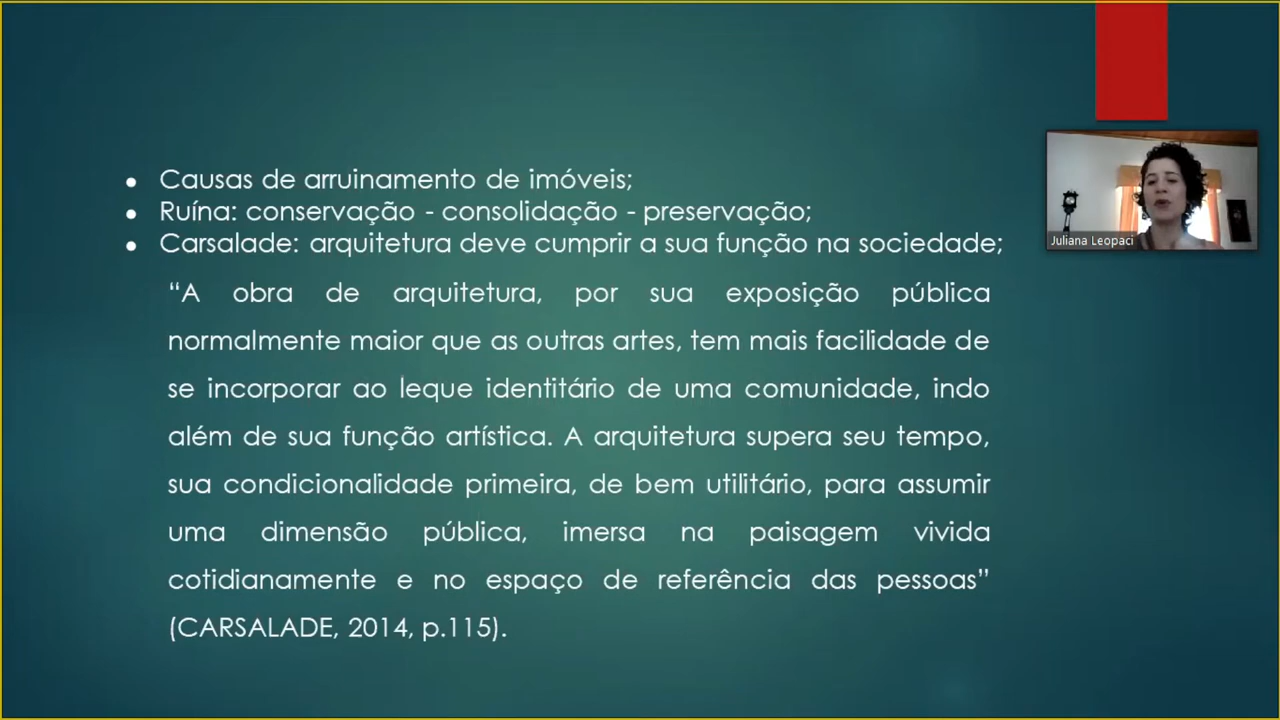 ● Causas de arruinamento de imóveis;
● Ruína: conservação - consolidação - preservação;
● Carsalade: arquitetura deve cumprir a sua função na sociedade;
“A obra de arquitetura, por sua exposição pública
normalmente maior que as outras artes, tem mais facilidade de
se incorporar ao leque identitário de uma comunidade, indo
além de sua função artística. A arquitetura supera seu tempo,
sua condicionalidade primeira, de bem utilitário, para assumir
uma dimensão pública, imersa na paisagem vivida
cotidianamente e no espaço de referência das pessoas”
(CARSALADE, 2014, p.115).
Juliana Leopaci